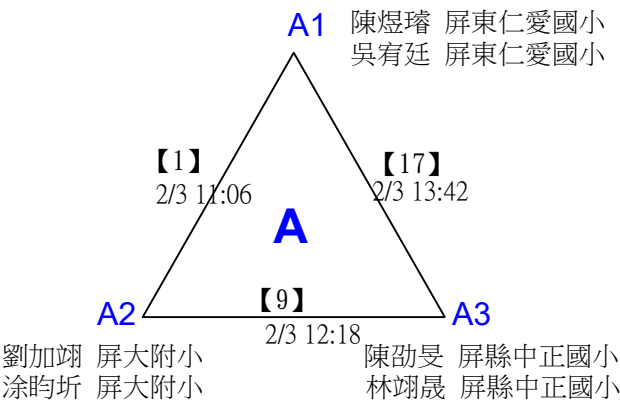 A1 陳煜璿 屏東仁愛國小
吳宥廷 屏東仁愛國小
【1】
2/3 11:06
【17】
2/3 13:42
A
【9】
2/3 12:18
A2
A3
劉加翊 屏大附小
涂昀圻 屏大附小
陳劭旻 屏縣中正國小
林翊晟 屏縣中正國小